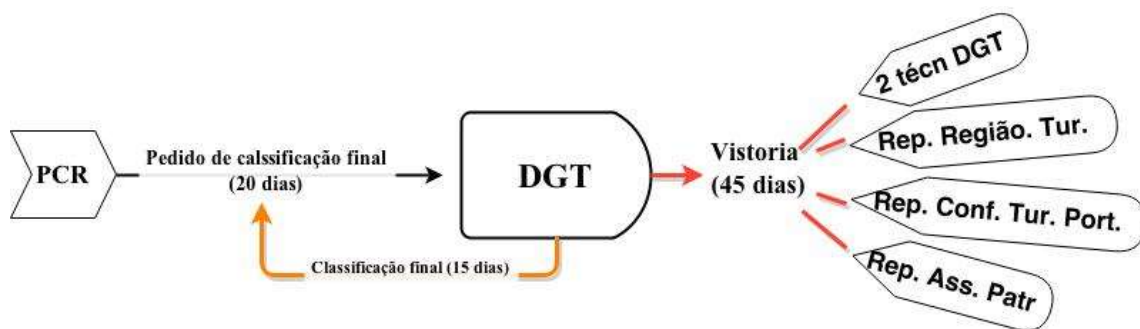 PCR
Pedido de calssificação final
(20 dias)
Classificação final (15 dias)
DGT
Vistoria
(45 dias)
2 técn DGT
Rep. Região. Tur.
Rep. Conf. Tur. Port.
Rep. Ass. Patr